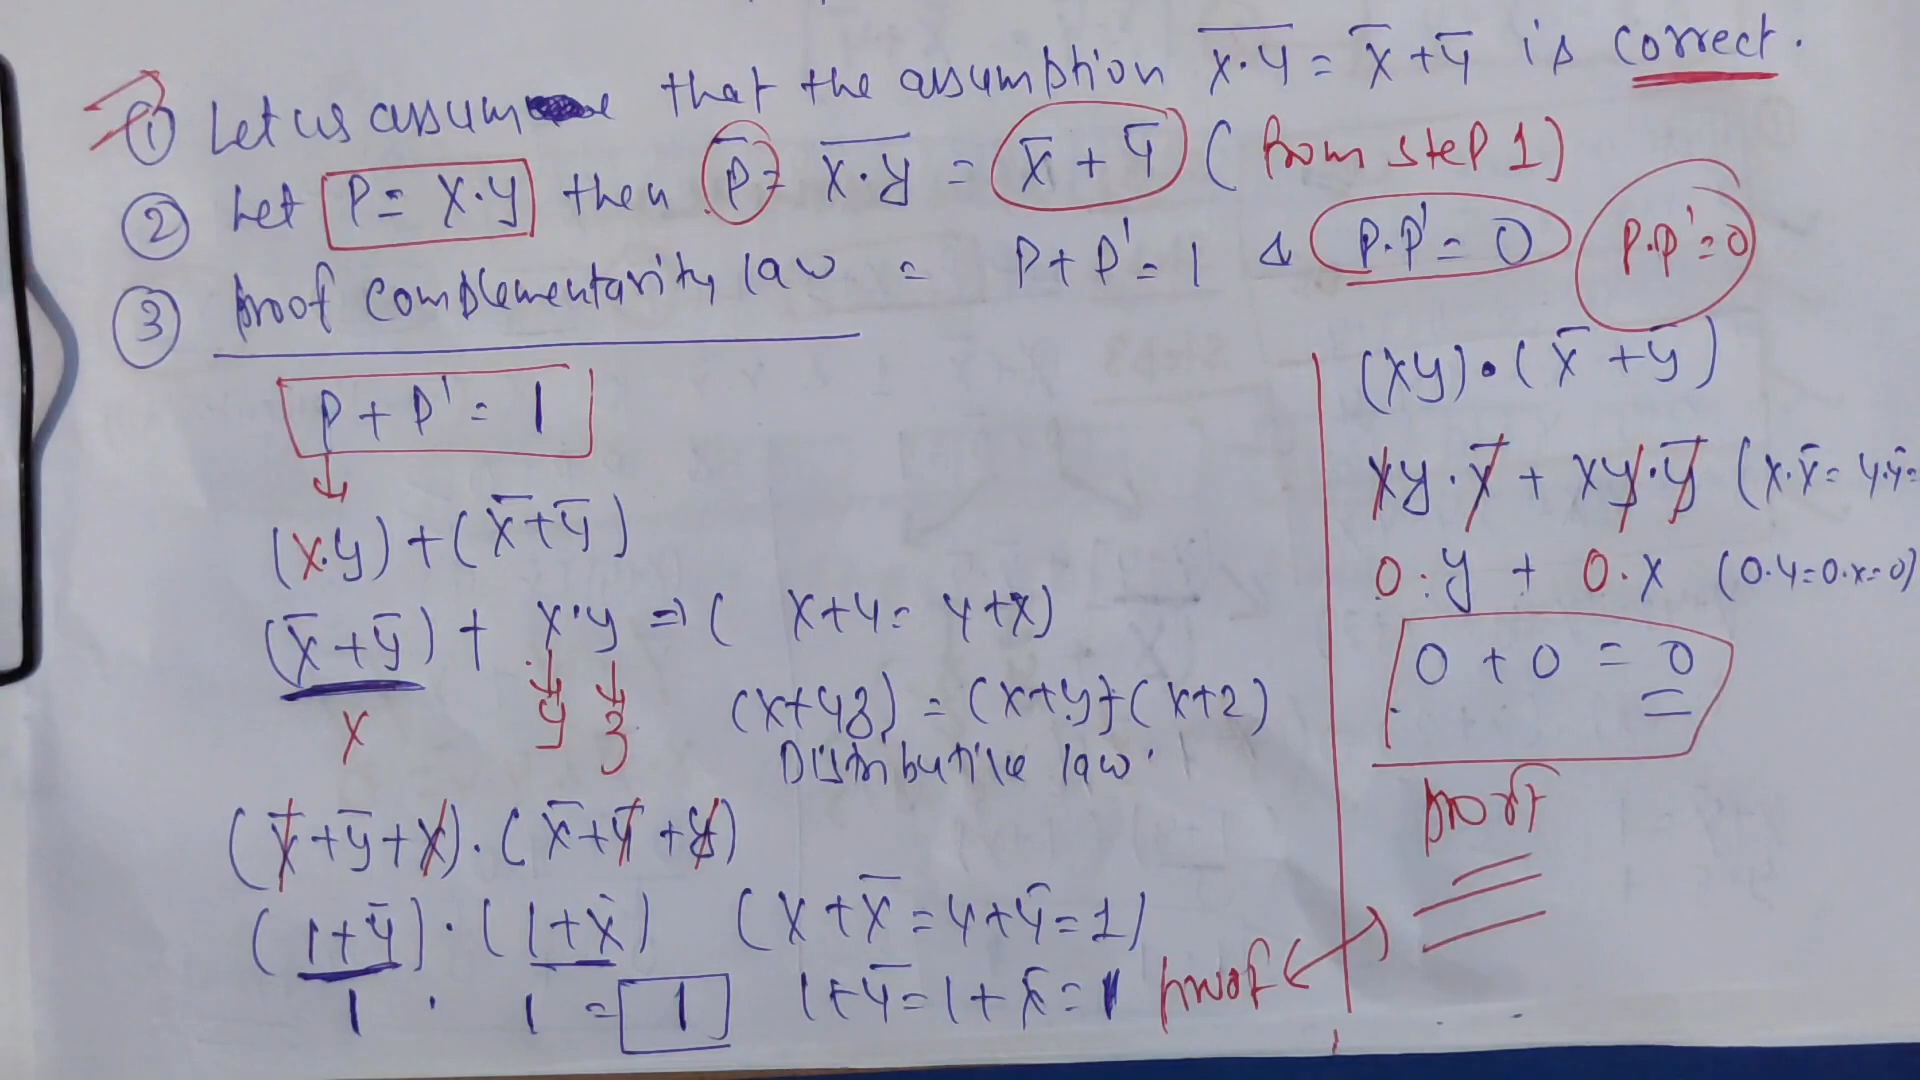 ① Let us assume that the assumption \overline{x·y} = x̄ + ȳ is correct.
② Let P = x·y then P̄ = \overline{x·y} = x̄ + ȳ (from step 1)
③ proof complementarity law = P + P' = 1 & P·P' = 0 P·P' = 0
P + P' = 1
(x·y) + (x̄ + ȳ)
(x̄ + ȳ) + x·y => ( x + y = y + x)
x y z
(x + yz) = (x + y) + (x + z)
Distributive law.
(x̄ + ȳ + x) · (x̄ + ȳ + y)
(1 + ȳ) · (1 + x̄) (x + x̄ = y + ȳ = 1)
1 · 1 = 1 1 + ȳ = 1 + x̄ = 1 proof
(xy) · (x̄ + ȳ)
xy · x̄ + xy · ȳ (x·x̄ = y·ȳ =
0·y + 0·x (0·y = 0·x = 0)
0 + 0 = 0
proof